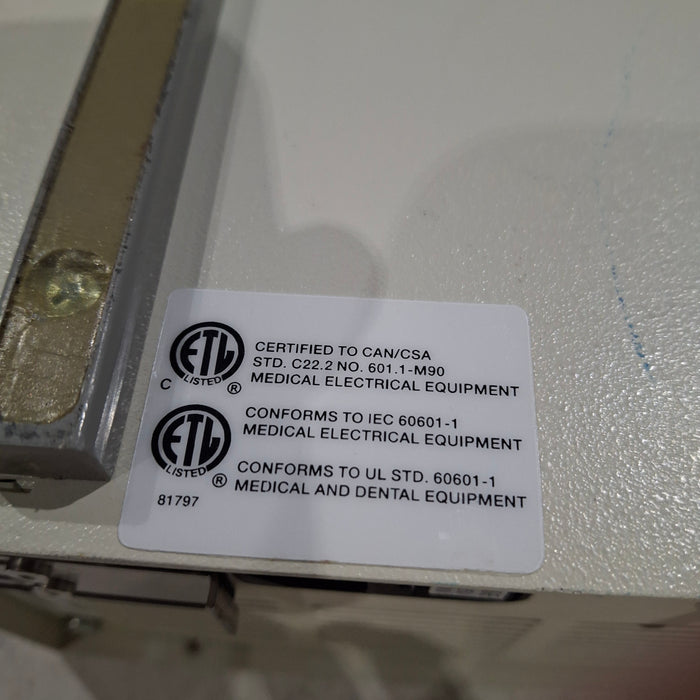 ETL
LISTED
C
®
CERTIFIED TO CAN/CSA
STD. C22.2 NO. 601.1-M90
MEDICAL ELECTRICAL EQUIPMENT
ETL
LISTED
®
81797
CONFORMS TO IEC 60601-1
MEDICAL ELECTRICAL EQUIPMENT
CONFORMS TO UL STD. 60601-1
MEDICAL AND DENTAL EQUIPMENT